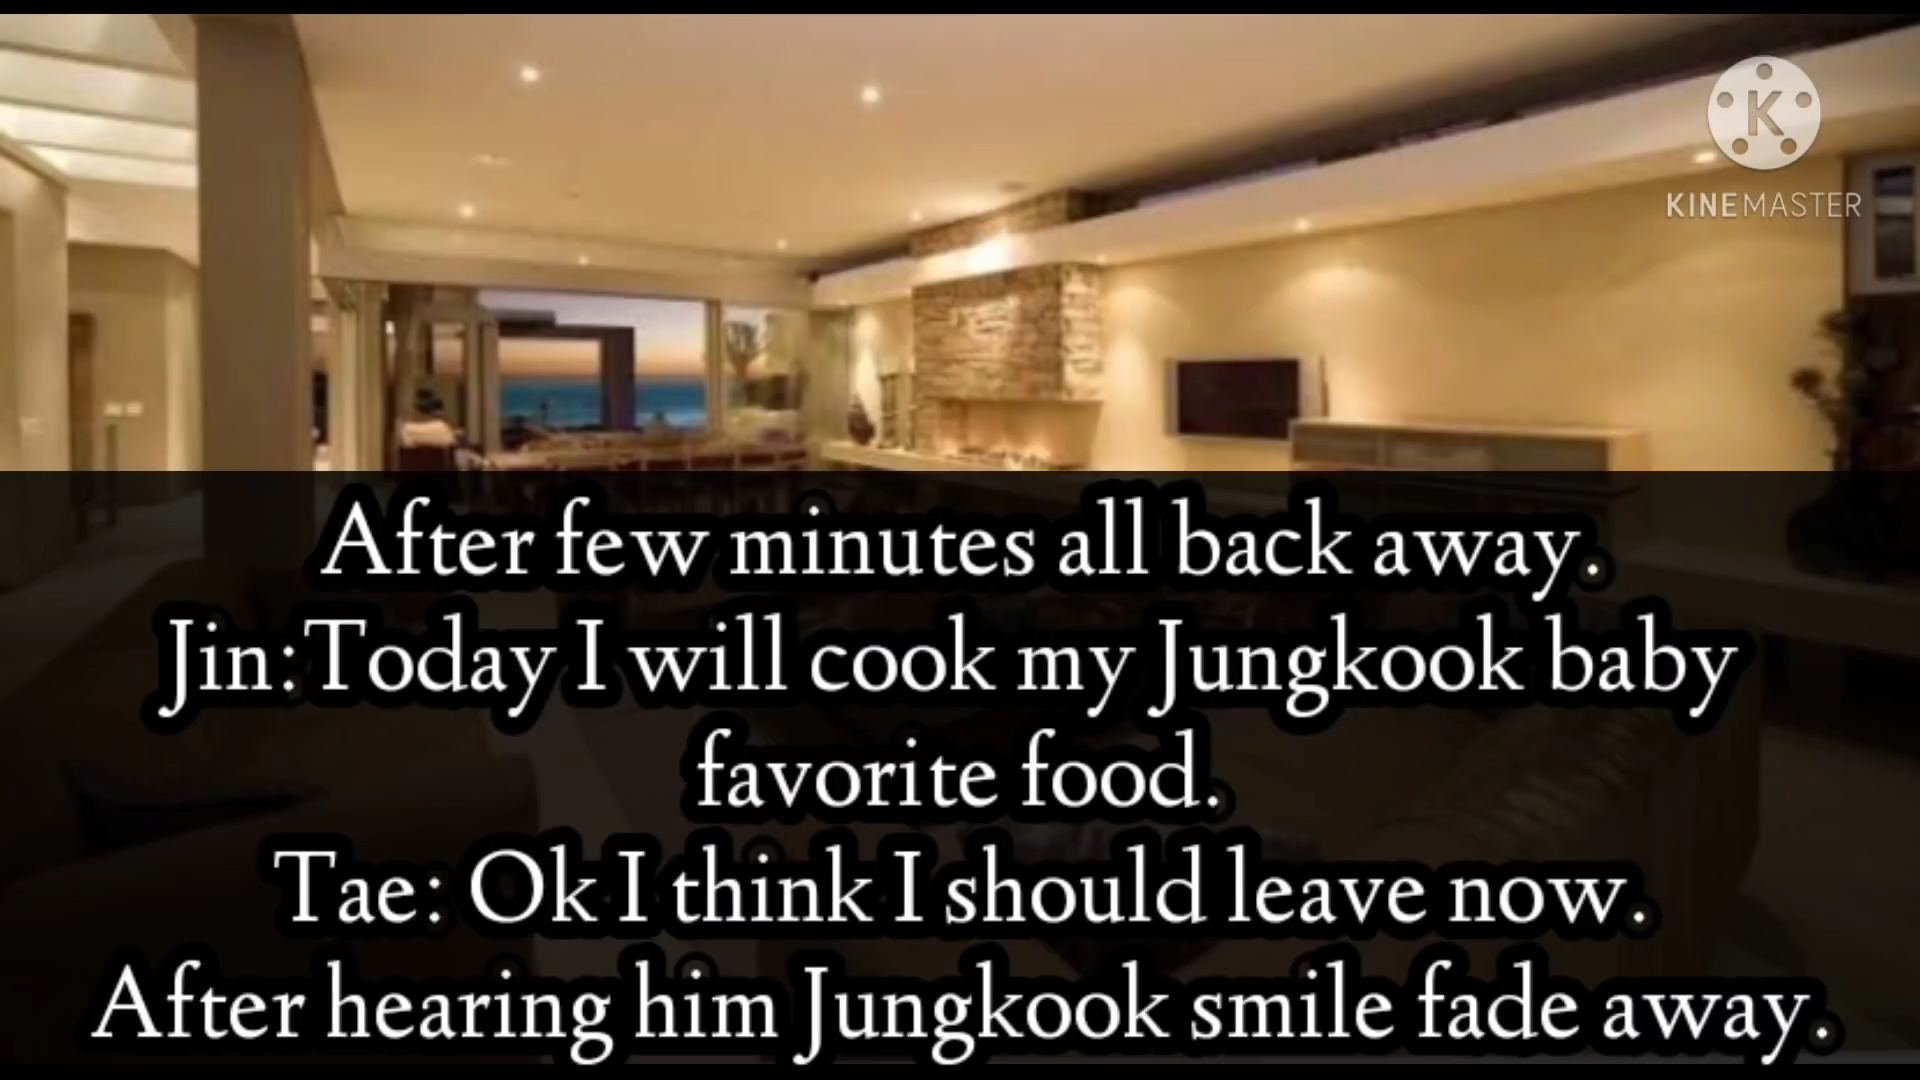 K
KINEMASTER
After few minutes all back away.
Jin:Today I will cook my Jungkook baby
favorite food.
Tae: Ok I think I should leave now.
After hearing him Jungkook smile fade away.